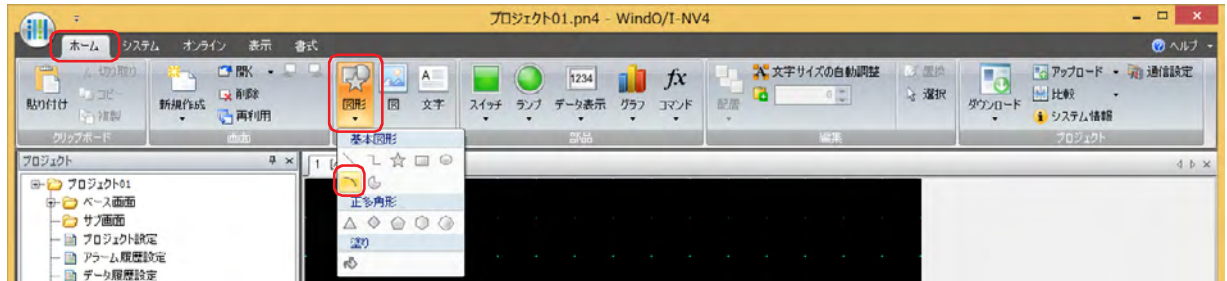 プロジェクト01.pn4 - WindO/I-NV4
ホーム システム オンライン 表示 書式 ヘルプ
貼り付け 切り取り コピー 複製
新規作成 開く 削除 再利用
図形 図 文字
スイッチ ランプ データ表示 グラフ コマンド
1234 fx
配置 文字サイズの自動調整 0 置換 選択
ダウンロード アップロード 比較 システム情報 通信設定
クリップボード 画面 部品 編集 プロジェクト
基本図形
正多角形
塗り
プロジェクト
1
プロジェクト01
ベース画面
サブ画面
プロジェクト設定
アラーム履歴設定
データ履歴設定